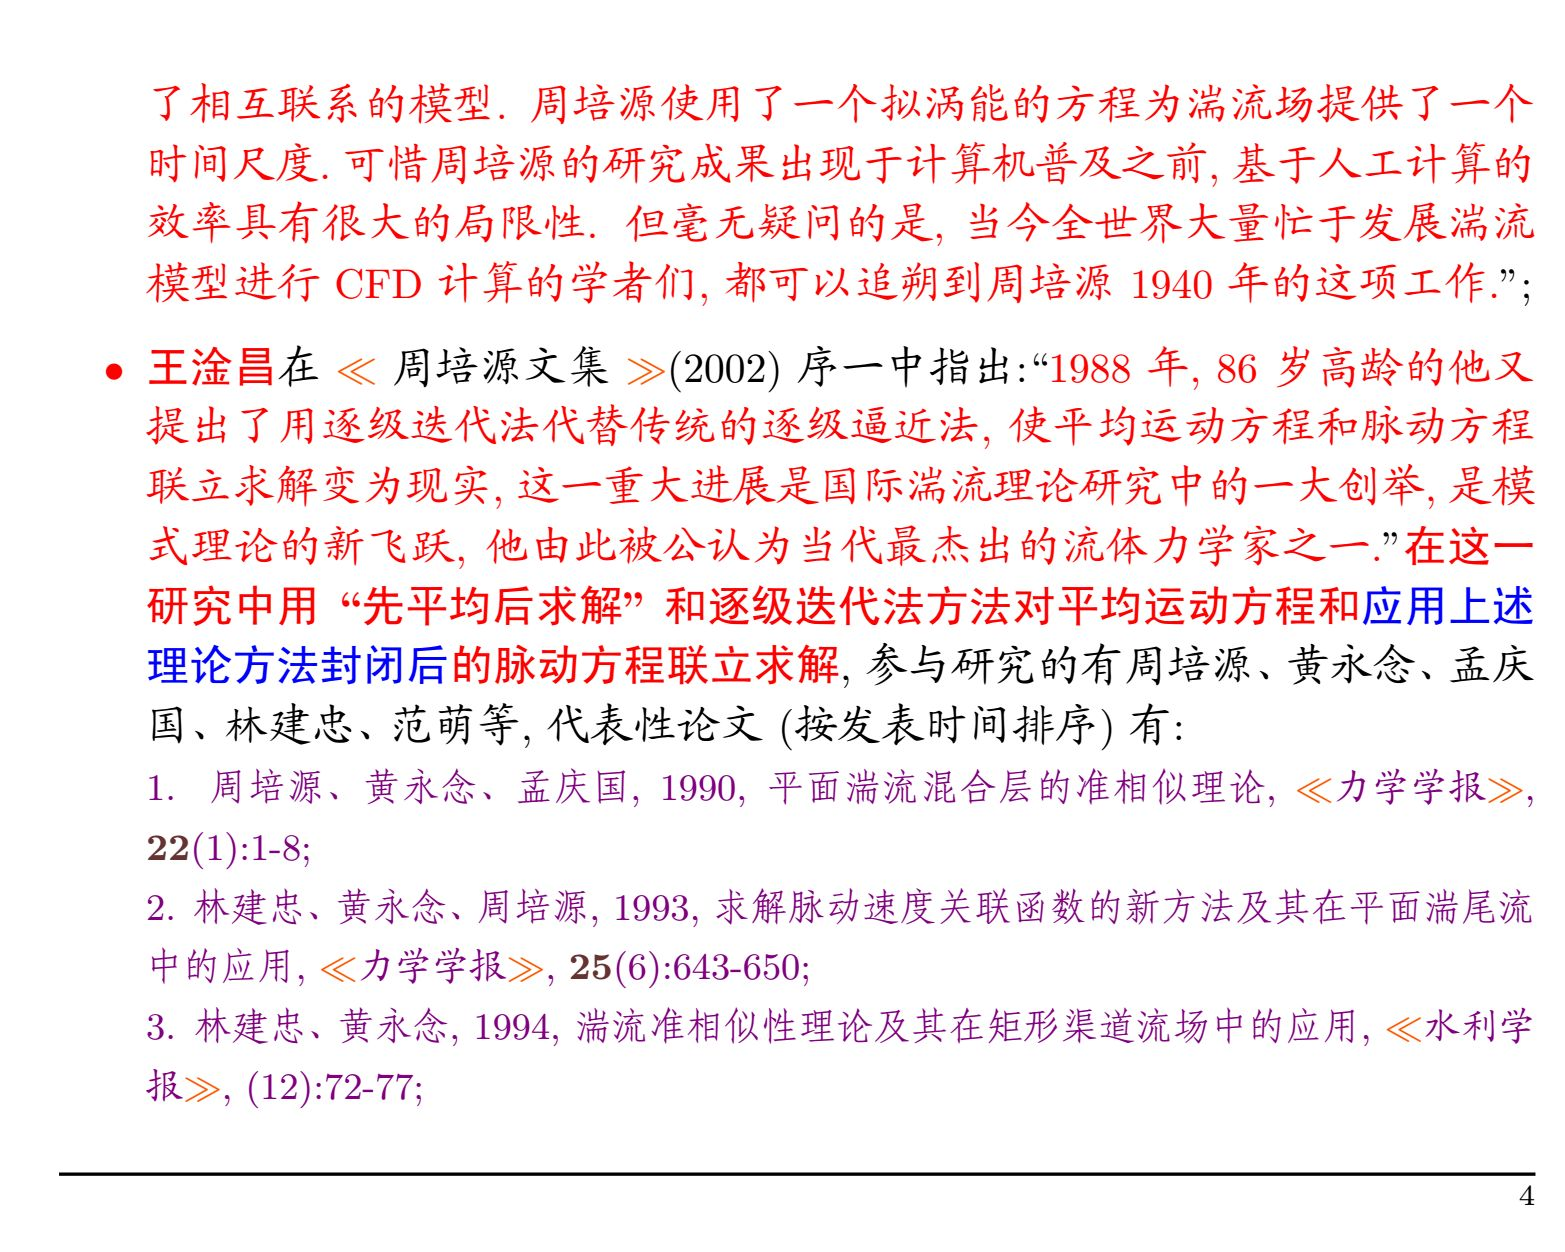 了相互联系的模型. 周培源使用了一个拟涡能的方程为湍流场提供了一个
时间尺度. 可惜周培源的研究成果出现于计算机普及之前, 基于人工计算的
效率具有很大的局限性. 但毫无疑问的是, 当今全世界大量忙于发展湍流
模型进行 CFD 计算的学者们, 都可以追朔到周培源 1940 年的这项工作.”;
• 王淦昌在 ≪ 周培源文集 ≫(2002) 序一中指出:“1988 年, 86 岁高龄的他又
提出了用逐级迭代法代替传统的逐级逼近法, 使平均运动方程和脉动方程
联立求解变为现实, 这一重大进展是国际湍流理论研究中的一大创举, 是模
式理论的新飞跃, 他由此被公认为当代最杰出的流体力学家之一.”在这一
研究中用 “先平均后求解” 和逐级迭代法方法对平均运动方程和应用上述
理论方法封闭后的脉动方程联立求解, 参与研究的有周培源、黄永念、孟庆
国、林建忠、范萌等, 代表性论文 (按发表时间排序) 有:
1. 周培源、黄永念、孟庆国, 1990, 平面湍流混合层的准相似理论, ≪力学学报≫,
22(1):1-8;
2. 林建忠、黄永念、周培源, 1993, 求解脉动速度关联函数的新方法及其在平面湍尾流
中的应用, ≪力学学报≫, 25(6):643-650;
3. 林建忠、黄永念, 1994, 湍流准相似性理论及其在矩形渠道流场中的应用, ≪水利学
报≫, (12):72-77;
4